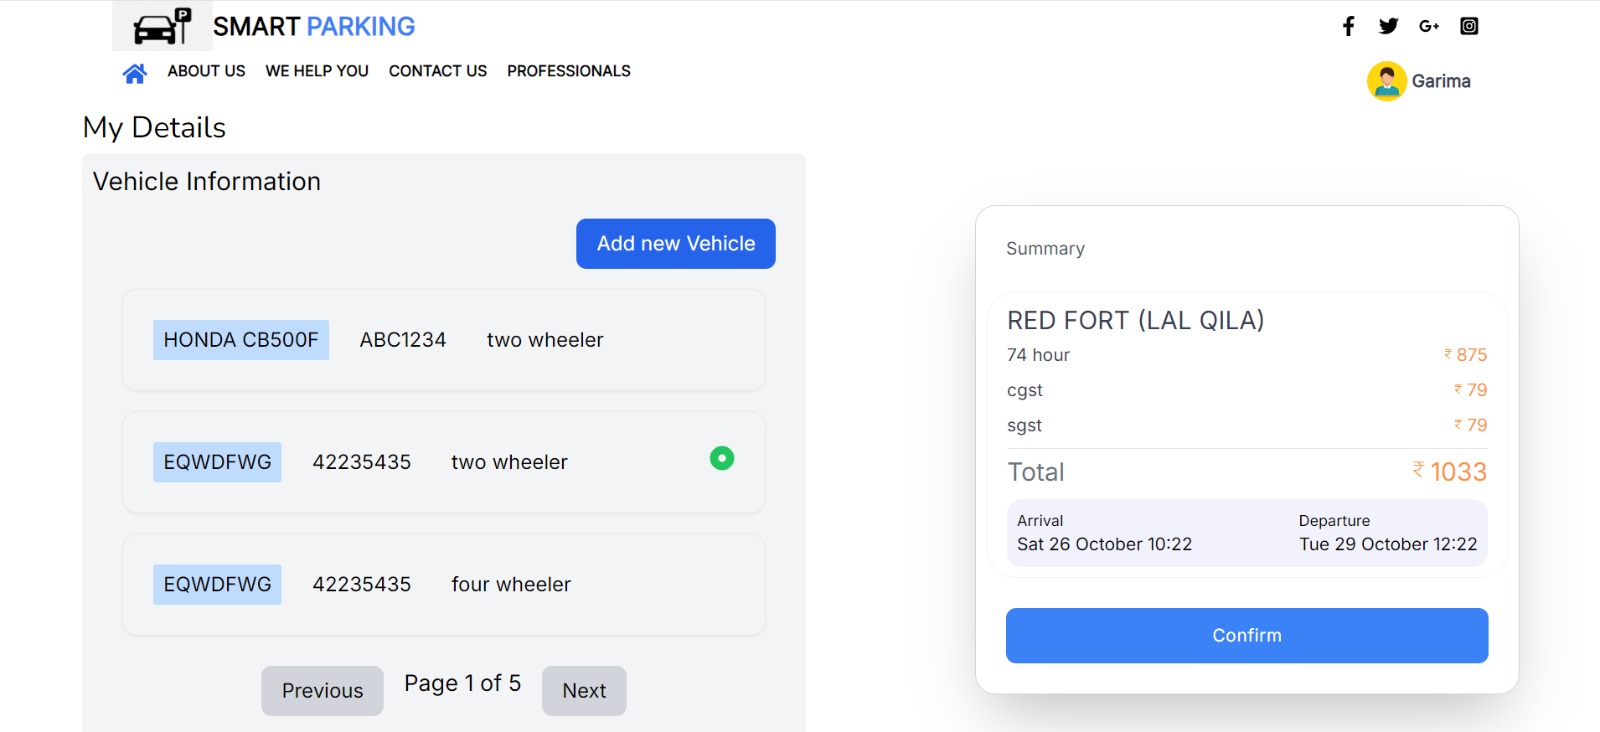 P
SMART PARKING
G+
ABOUT US WE HELP YOU CONTACT US PROFESSIONALS
Garima
My Details
Vehicle Information
Add new Vehicle
HONDA CB500F ABC1234 two wheeler
EQWDFWG 42235435 two wheeler
EQWDFWG 42235435 four wheeler
Previous Page 1 of 5 Next
Summary
RED FORT (LAL QILA)
74 hour ₹ 875
cgst ₹ 79
sgst ₹ 79
Total ₹ 1033
Arrival Departure
Sat 26 October 10:22 Tue 29 October 12:22
Confirm